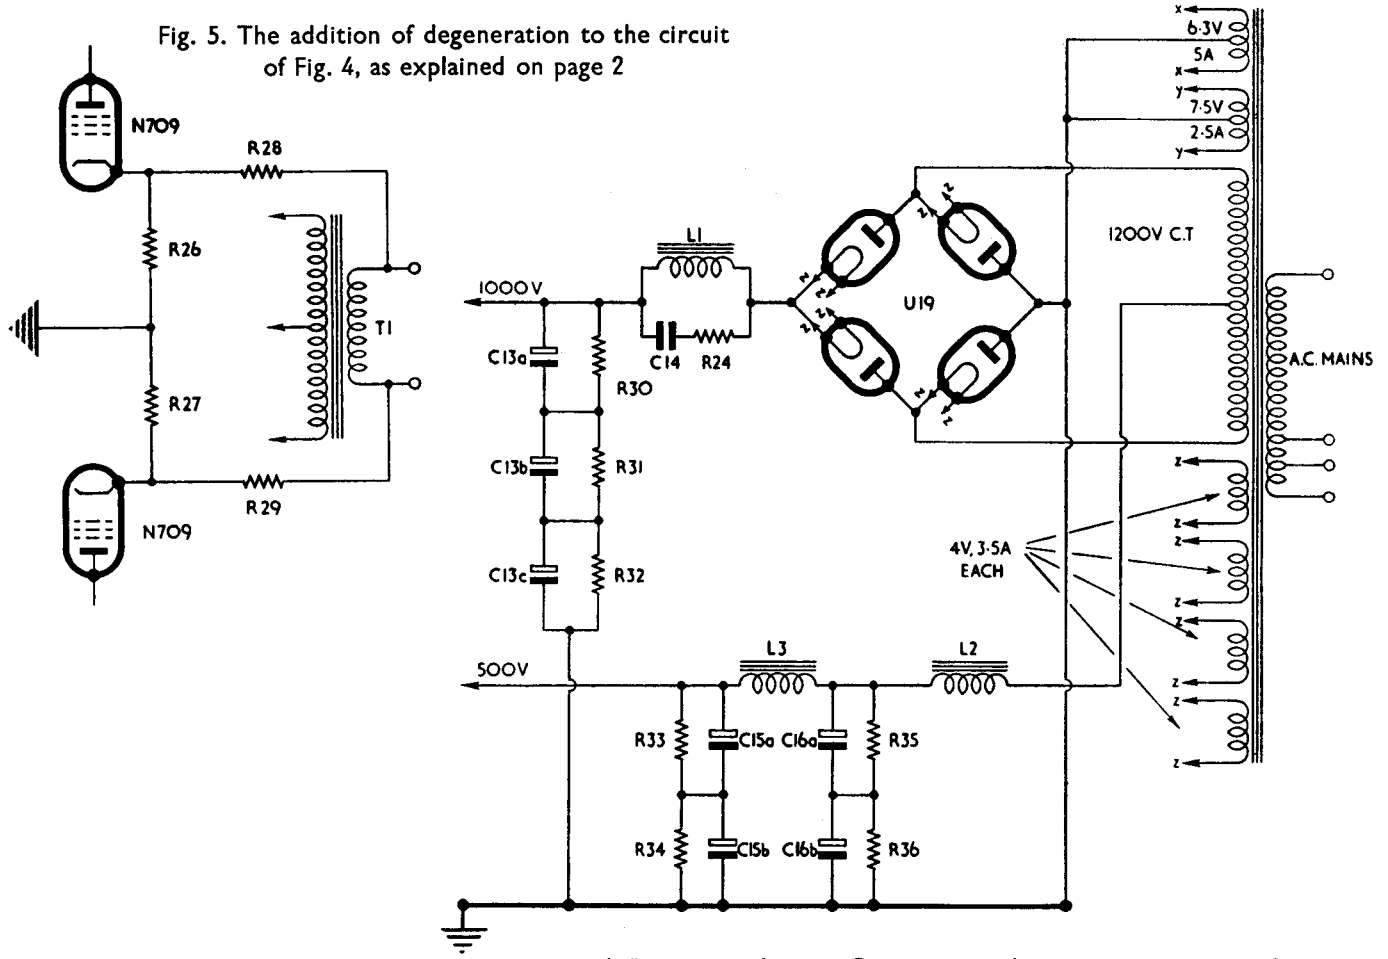 Fig. 5. The addition of degeneration to the circuit
of Fig. 4, as explained on page 2
N709
R28
R26
T1
R27
R29
N709
L1
1000V
C14
R24
C13a
R30
C13b
R31
C13c
R32
z
z
z
z
U19
z
z
z
z
x
6·3V
5A
x
y
7·5V
2·5A
y
1200V C.T
A.C. MAINS
z
z
z
4V, 3·5A
EACH
z
z
z
z
z
500V
L3
L2
R33
C15a
C16a
R35
R34
C15b
C16b
R36